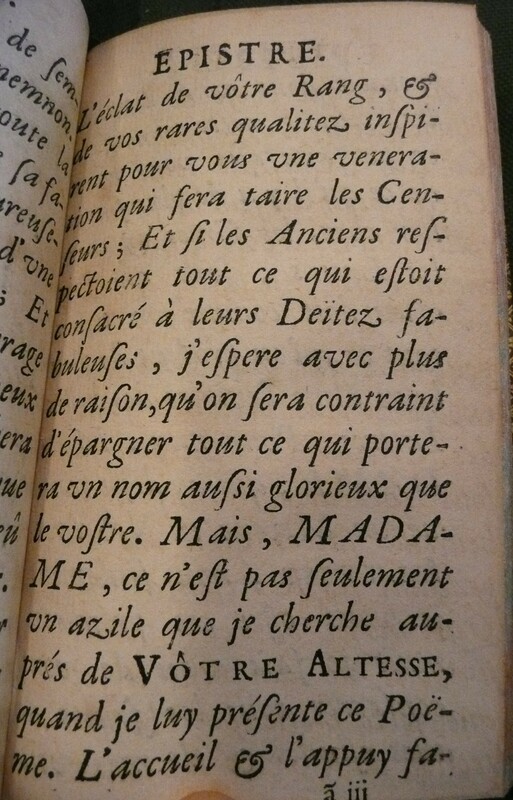 EPISTRE.
L'éclat de vôtre Rang, &
de vos rares qualitez inſpi-
rent pour vous vne venera-
tion qui fera taire les Cen-
ſeurs; Et ſi les Anciens reſ-
pectoient tout ce qui eſtoit
conſacré à leurs Deïtez fa-
buleuſes, j'eſpere avec plus
de raiſon, qu'on ſera contraint
d'épargner tout ce qui porte-
ra vn nom auſſi glorieux que
le voſtre. Mais, MADA-
ME, ce n'eſt pas ſeulement
vn azile que je cherche au-
prés de VÔTRE ALTESSE,
quand je luy préſente ce Poë-
me. L'accueil & l'appuy fa-
ã iii